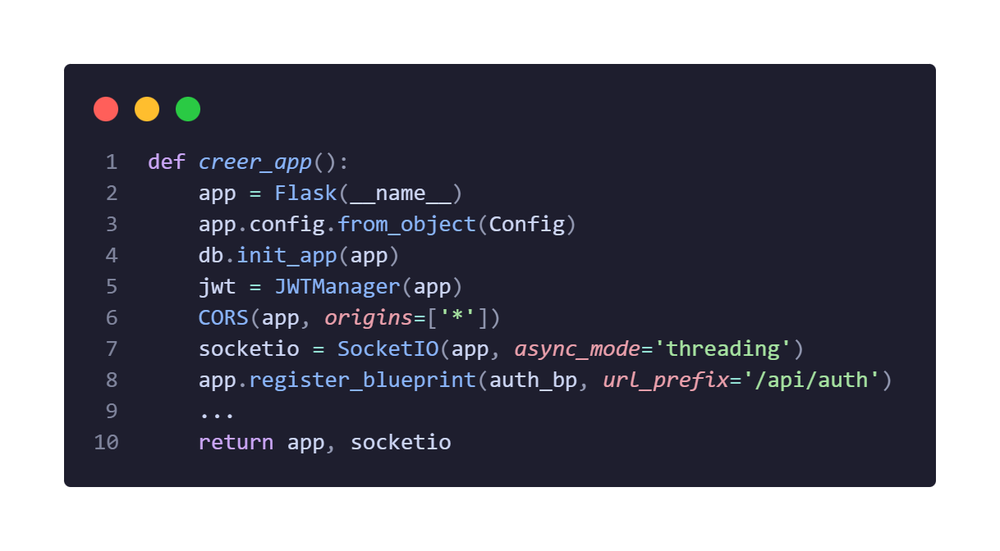 1 def creer_app():
2     app = Flask(__name__)
3     app.config.from_object(Config)
4     db.init_app(app)
5     jwt = JWTManager(app)
6     CORS(app, origins=['*'])
7     socketio = SocketIO(app, async_mode='threading')
8     app.register_blueprint(auth_bp, url_prefix='/api/auth')
9     ...
10     return app, socketio